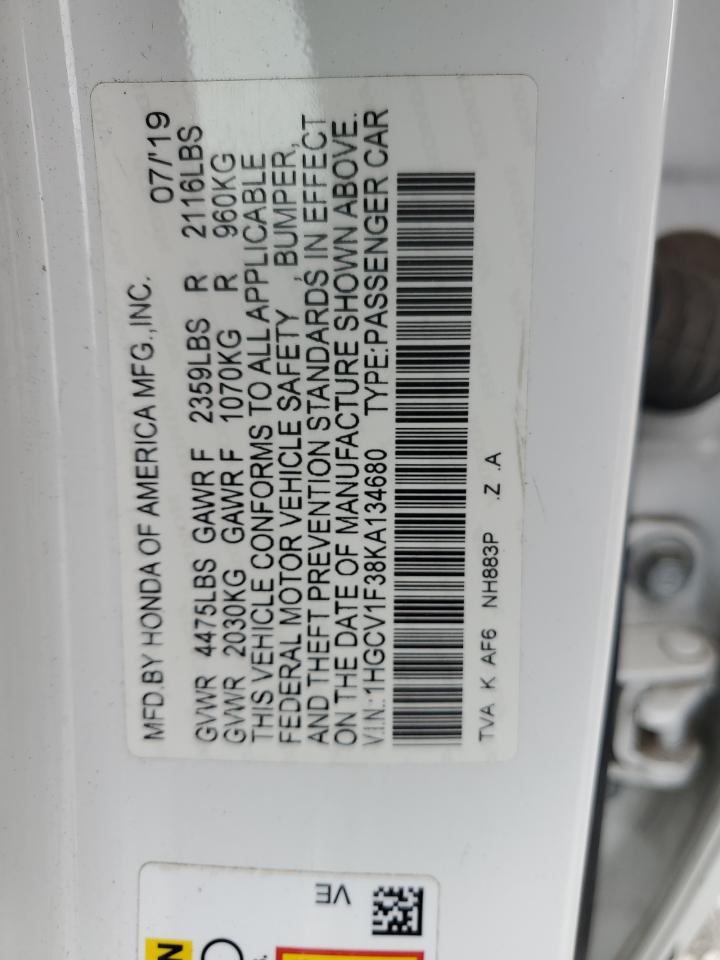 MFD.BY HONDA OF AMERICA MFG.,INC. 07/'19
GVWR 4475LBS GAWR F 2359LBS R 2116LBS
GVWR 2030KG GAWR F 1070KG R 960KG
THIS VEHICLE CONFORMS TO ALL APPLICABLE
FEDERAL MOTOR VEHICLE SAFETY , BUMPER,
AND THEFT PREVENTION STANDARDS IN EFFECT
ON THE DATE OF MANUFACTURE SHOWN ABOVE.
V.I.N.:1HGCV1F38KA134680 TYPE:PASSENGER CAR
TVA K AF6 NH883P .Z .A
VE